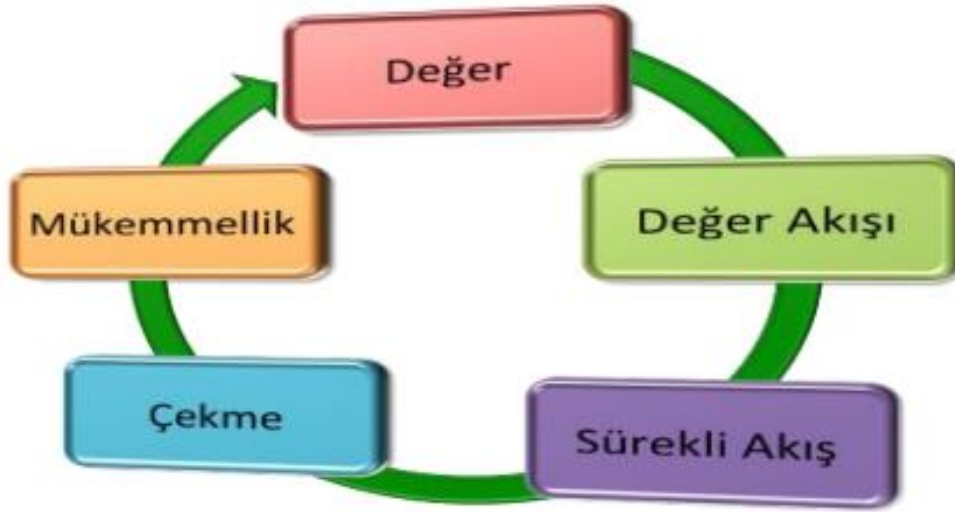 Değer
Değer Akışı
Sürekli Akış
Çekme
Mükemmellik